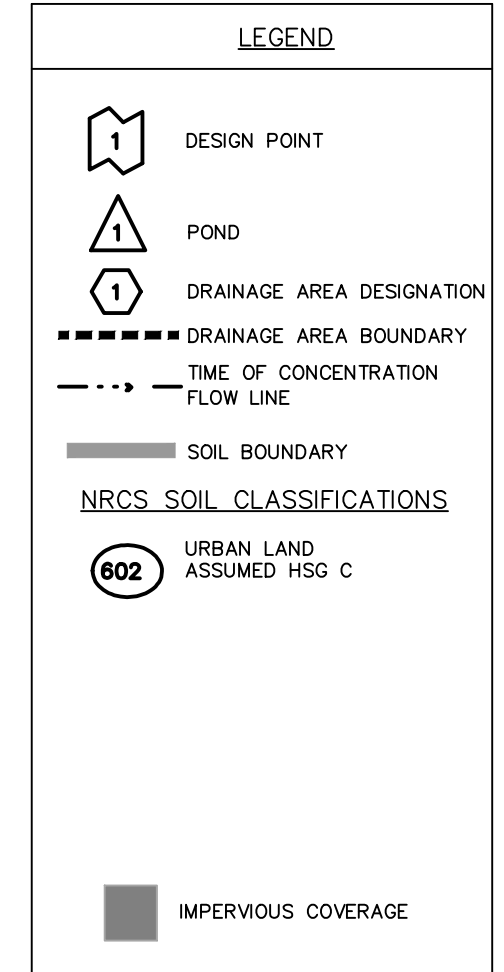 LEGEND
1
DESIGN POINT
1
POND
1
DRAINAGE AREA DESIGNATION
DRAINAGE AREA BOUNDARY
TIME OF CONCENTRATION
FLOW LINE
SOIL BOUNDARY
NRCS SOIL CLASSIFICATIONS
602
URBAN LAND
ASSUMED HSG C
IMPERVIOUS COVERAGE